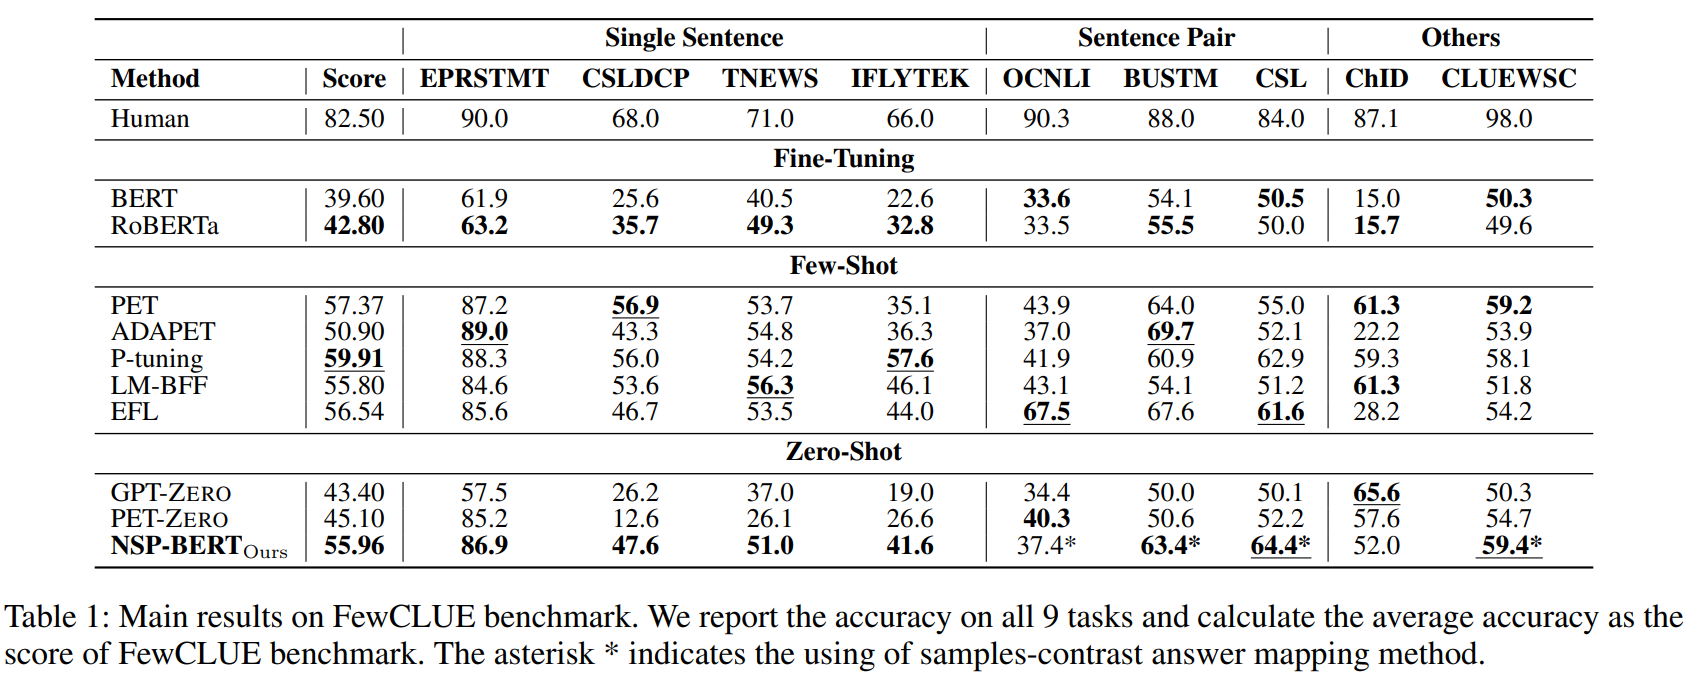 Single Sentence Sentence Pair Others
Method Score EPRSTMT CSLDCP TNEWS IFLYTEK OCNLI BUSTM CSL ChID CLUEWSC
Human 82.50 90.0 68.0 71.0 66.0 90.3 88.0 84.0 87.1 98.0
Fine-Tuning
BERT 39.60 61.9 25.6 40.5 22.6 33.6 54.1 50.5 15.0 50.3
RoBERTa 42.80 63.2 35.7 49.3 32.8 33.5 55.5 50.0 15.7 49.6
Few-Shot
PET 57.37 87.2 56.9 53.7 35.1 43.9 64.0 55.0 61.3 59.2
ADAPET 50.90 89.0 43.3 54.8 36.3 37.0 69.7 52.1 22.2 53.9
P-tuning 59.91 88.3 56.0 54.2 57.6 41.9 60.9 62.9 59.3 58.1
LM-BFF 55.80 84.6 53.6 56.3 46.1 43.1 54.1 51.2 61.3 51.8
EFL 56.54 85.6 46.7 53.5 44.0 67.5 67.6 61.6 28.2 54.2
Zero-Shot
GPT-ZERO 43.40 57.5 26.2 37.0 19.0 34.4 50.0 50.1 65.6 50.3
PET-ZERO 45.10 85.2 12.6 26.1 26.6 40.3 50.6 52.2 57.6 54.7
NSP-BERTOurs 55.96 86.9 47.6 51.0 41.6 37.4* 63.4* 64.4* 52.0 59.4*
Table 1: Main results on FewCLUE benchmark. We report the accuracy on all 9 tasks and calculate the average accuracy as the
score of FewCLUE benchmark. The asterisk * indicates the using of samples-contrast answer mapping method.